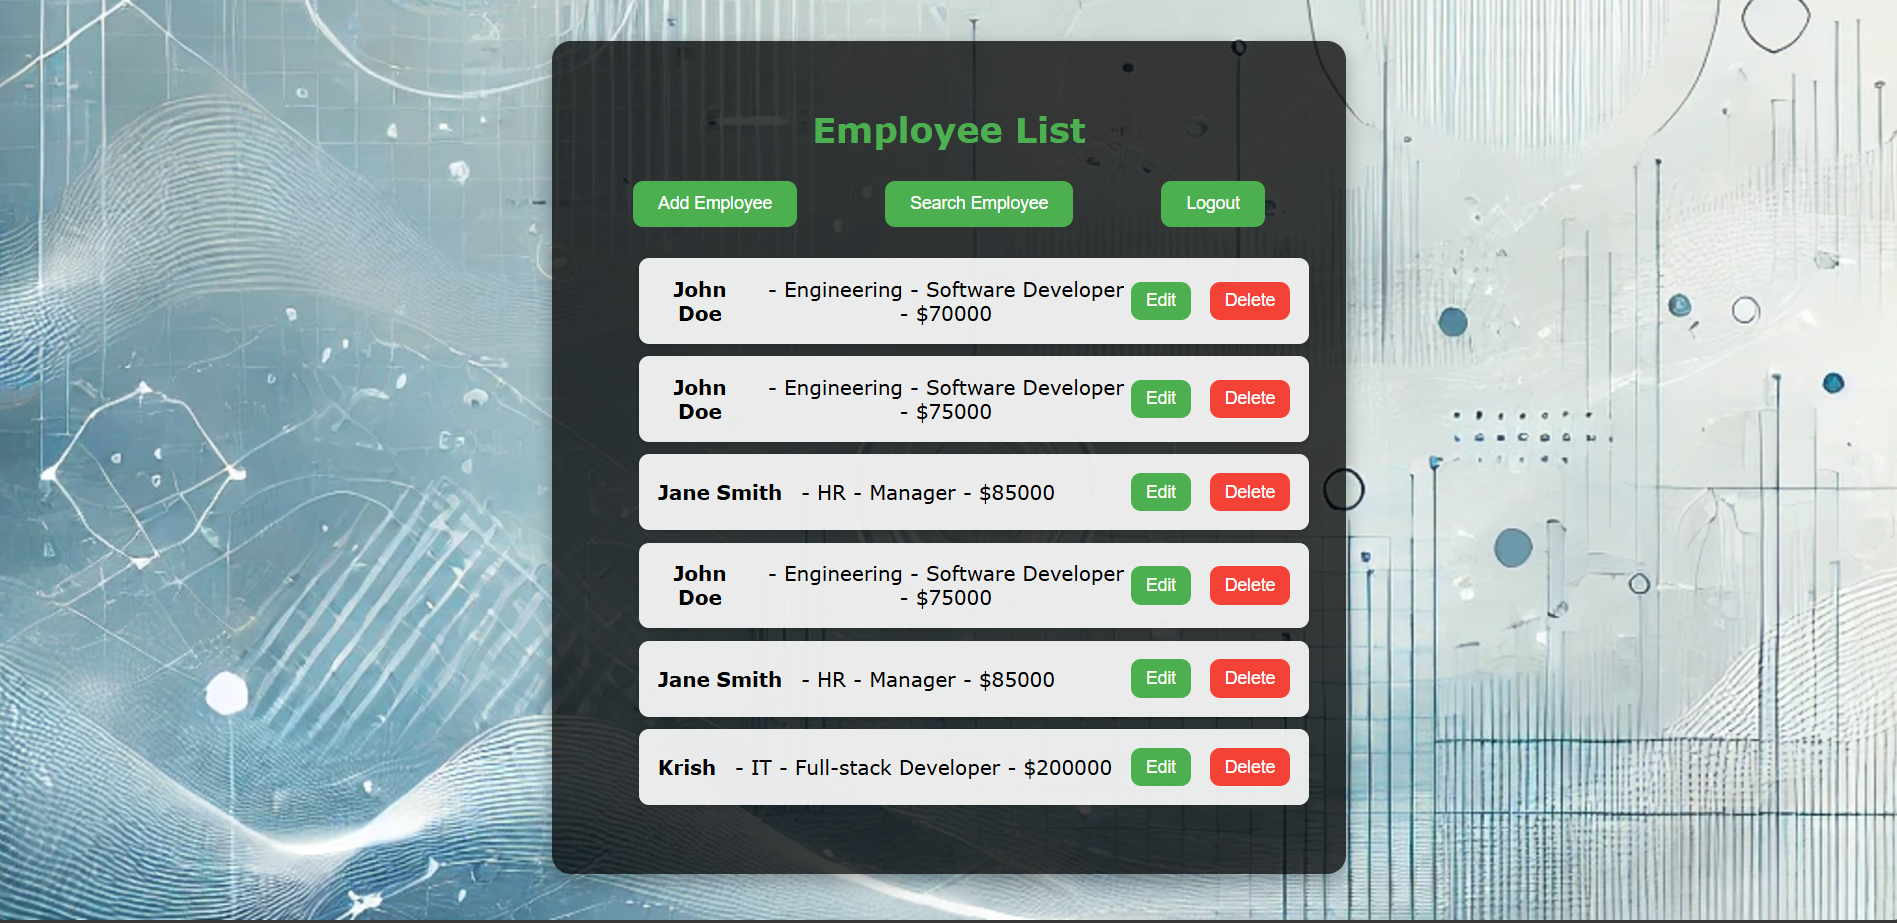 Employee List
Add Employee
Search Employee
Logout
John Doe - Engineering - Software Developer - $70000 Edit Delete
John Doe - Engineering - Software Developer - $75000 Edit Delete
Jane Smith - HR - Manager - $85000 Edit Delete
John Doe - Engineering - Software Developer - $75000 Edit Delete
Jane Smith - HR - Manager - $85000 Edit Delete
Krish - IT - Full-stack Developer - $200000 Edit Delete